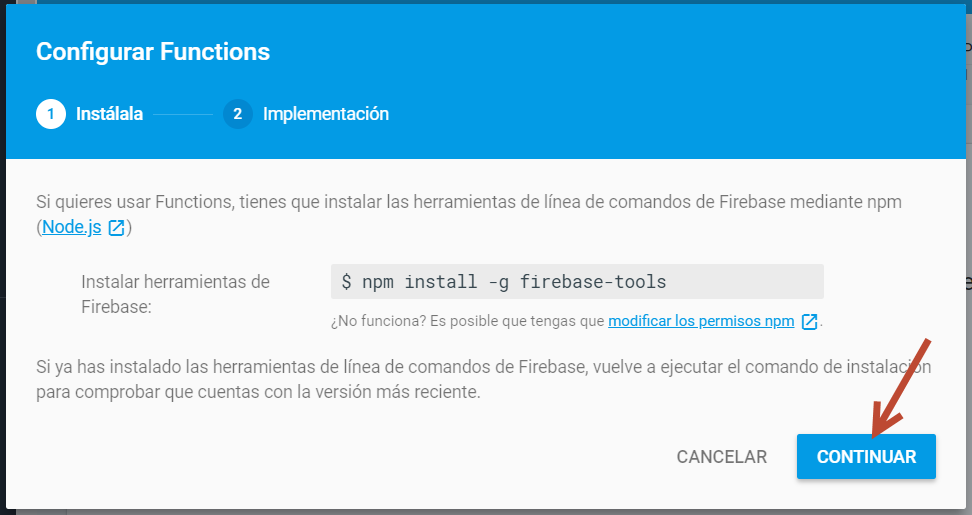 Configurar Functions
1 Instálala 2 Implementación
Si quieres usar Functions, tienes que instalar las herramientas de línea de comandos de Firebase mediante npm
(Node.js)
Instalar herramientas de
Firebase:
$ npm install -g firebase-tools
¿No funciona? Es posible que tengas que modificar los permisos npm.
Si ya has instalado las herramientas de línea de comandos de Firebase, vuelve a ejecutar el comando de instalación
para comprobar que cuentas con la versión más reciente.
CANCELAR CONTINUAR